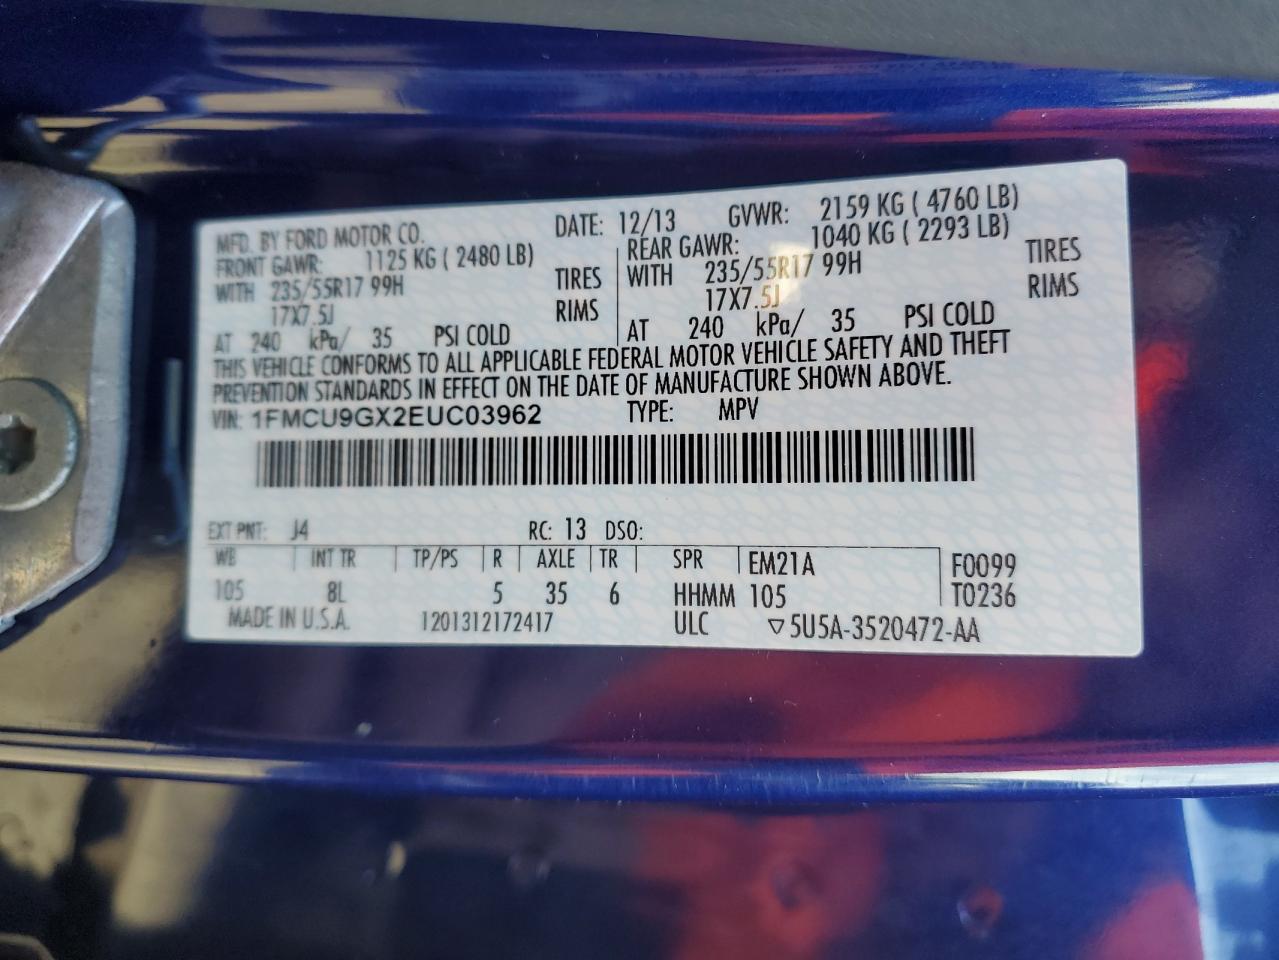 MFD. BY FORD MOTOR CO. DATE: 12/13 GVWR: 2159 KG ( 4760 LB)
FRONT GAWR: 1125 KG ( 2480 LB) REAR GAWR: 1040 KG ( 2293 LB)
WITH 235/55R17 99H TIRES WITH 235/55R17 99H TIRES
17X7.5J RIMS 17X7.5J RIMS
AT 240 kPa/ 35 PSI COLD AT 240 kPa/ 35 PSI COLD
THIS VEHICLE CONFORMS TO ALL APPLICABLE FEDERAL MOTOR VEHICLE SAFETY AND THEFT
PREVENTION STANDARDS IN EFFECT ON THE DATE OF MANUFACTURE SHOWN ABOVE.
VIN: 1FMCU9GX2EUC03962 TYPE: MPV
EXT PNT: J4 RC: 13 DSO:
WB INT TR TP/PS R AXLE TR SPR EM21A F0099
105 8L 5 35 6 HHMM 105 T0236
MADE IN U.S.A. 1201312172417 ULC ▽5U5A-3520472-AA